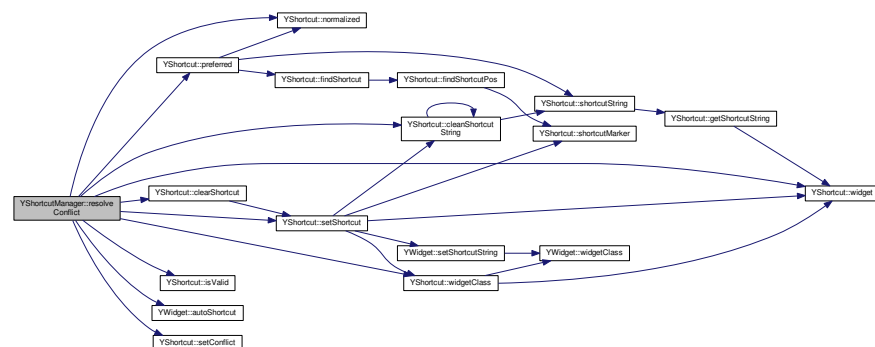 YShortcut::normalized
YShortcut::preferred
YShortcut::findShortcut
YShortcut::findShortcutPos
YShortcut::shortcutString
YShortcut::getShortcutString
YShortcut::cleanShortcut
String
YShortcut::shortcutMarker
YShortcut::clearShortcut
YShortcut::widget
YShortcutManager::resolve
Conflict
YShortcut::setShortcut
YWidget::setShortcutString
YWidget::widgetClass
YShortcut::isValid
YShortcut::widgetClass
YWidget::autoShortcut
YShortcut::setConflict